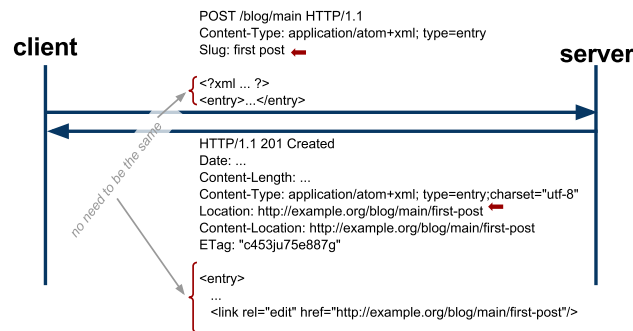 POST /blog/main HTTP/1.1
Content-Type: application/atom+xml; type=entry
Slug: first post
client
server
<?xml ... ?>
<entry>...</entry>
no need to be the same
HTTP/1.1 201 Created
Date: ...
Content-Length: ...
Content-Type: application/atom+xml; type=entry;charset="utf-8"
Location: http://example.org/blog/main/first-post
Content-Location: http://example.org/blog/main/first-post
ETag: "c453ju75e887g"
<entry>
...
<link rel="edit" href="http://example.org/blog/main/first-post"/>